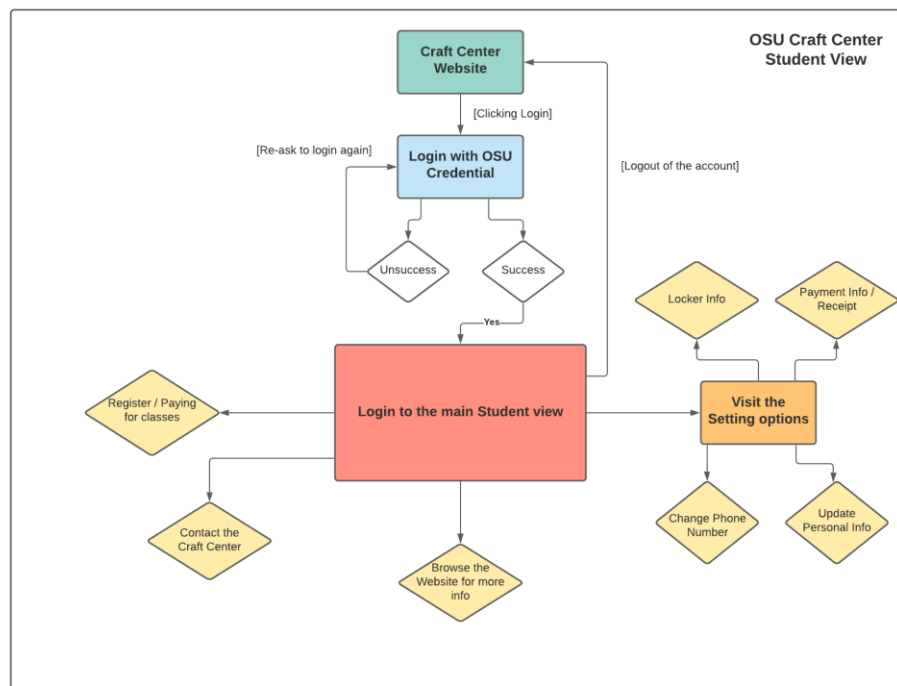 OSU Craft Center
Student View
Craft Center
Website
[Clicking Login]
[Re-ask to login again]
Login with OSU
Credential
[Logout of the account]
Unsuccess
Success
Yes
Locker Info
Payment Info /
Receipt
Register / Paying
for classes
Login to the main Student view
Visit the
Setting options
Contact the
Craft Center
Change Phone
Number
Update
Personal Info
Browse the
Website for more
info